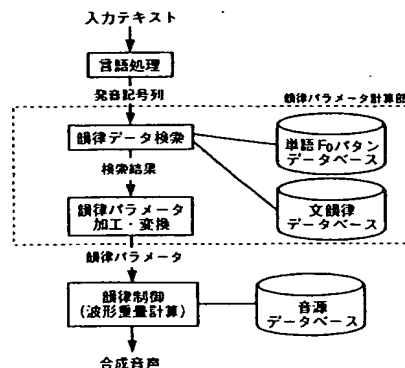 入力テキスト
言語処理
発音記号列
韻律パラメータ計算部
韻律データ検索
単語F0パタン
データベース
検索結果
韻律パラメータ
加工・変換
文韻律
データベース
韻律パラメータ
韻律制御
(波形重畳計算)
音源
データベース
合成音声